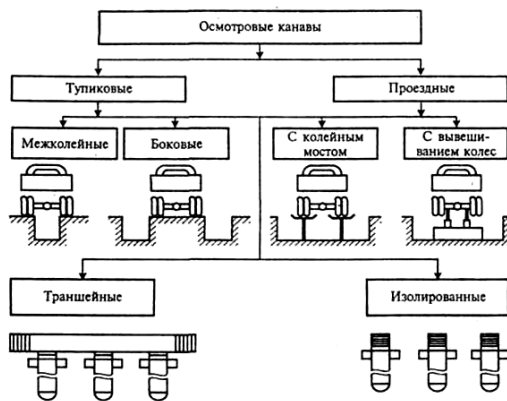 Осмотровые канавы
Тупиковые
Проездные
Межколейные
Боковые
С колейным
мостом
С вывеши-
ванием колес
Траншейные
Изолированные